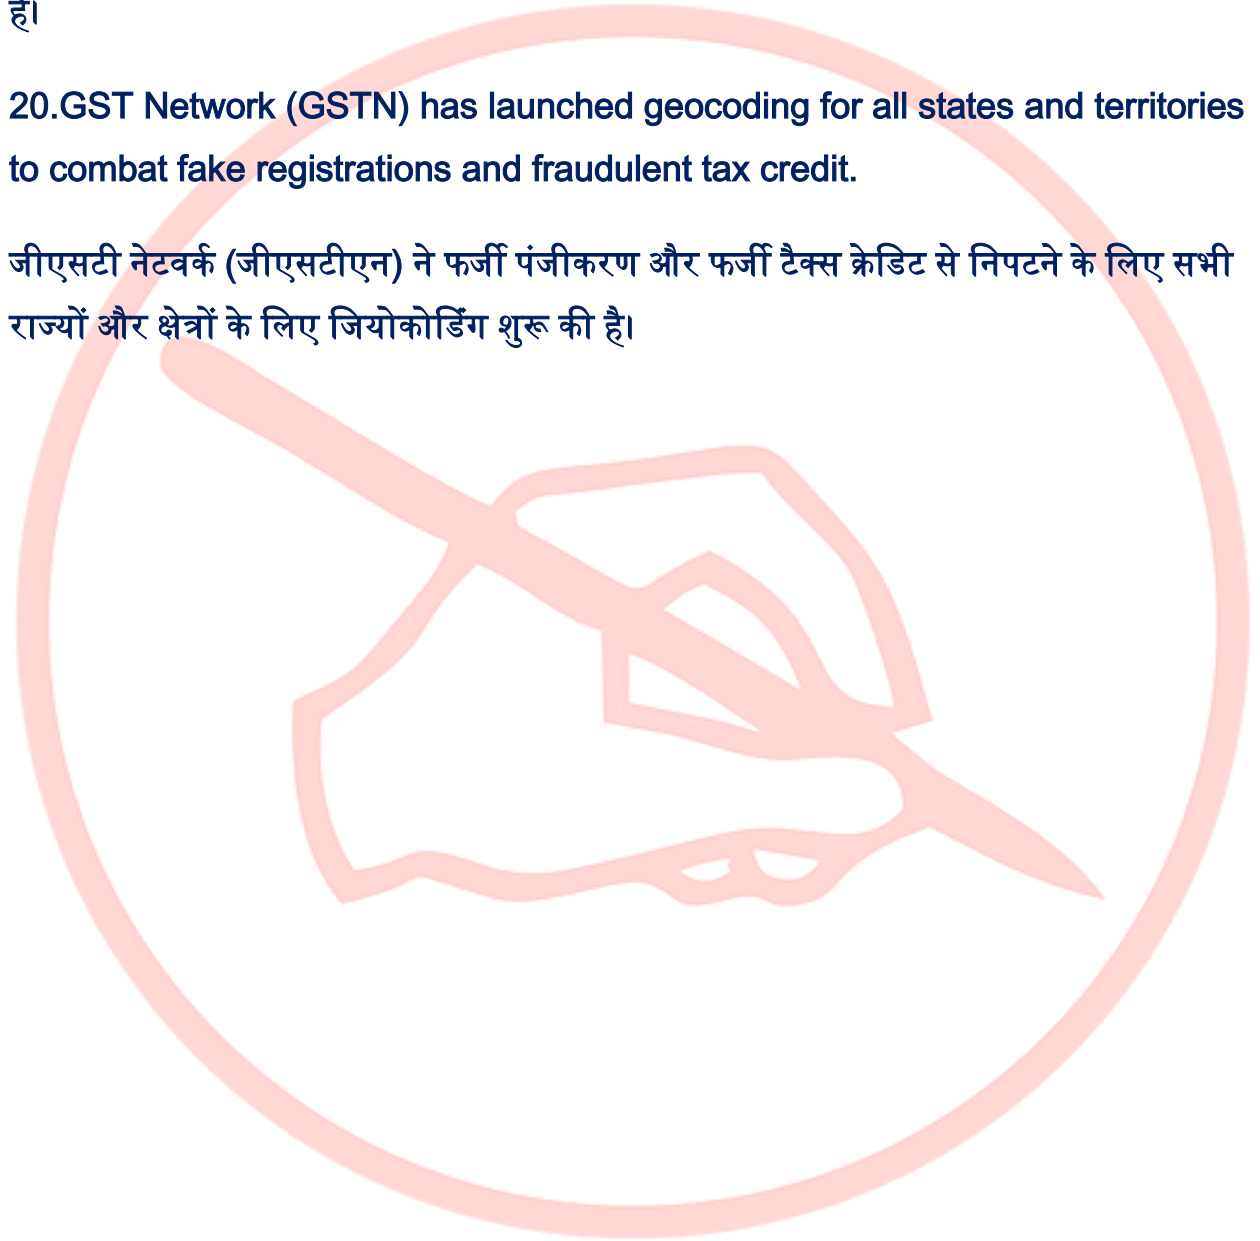 है।
20.GST Network (GSTN) has launched geocoding for all states and territories
to combat fake registrations and fraudulent tax credit.
जीएसटी नेटवर्क (जीएसटीएन) ने फर्जी पंजीकरण और फर्जी टैक्स क्रेडिट से निपटने के लिए सभी
राज्यों और क्षेत्रों के लिए जियोकोडिंग शुरू की है।